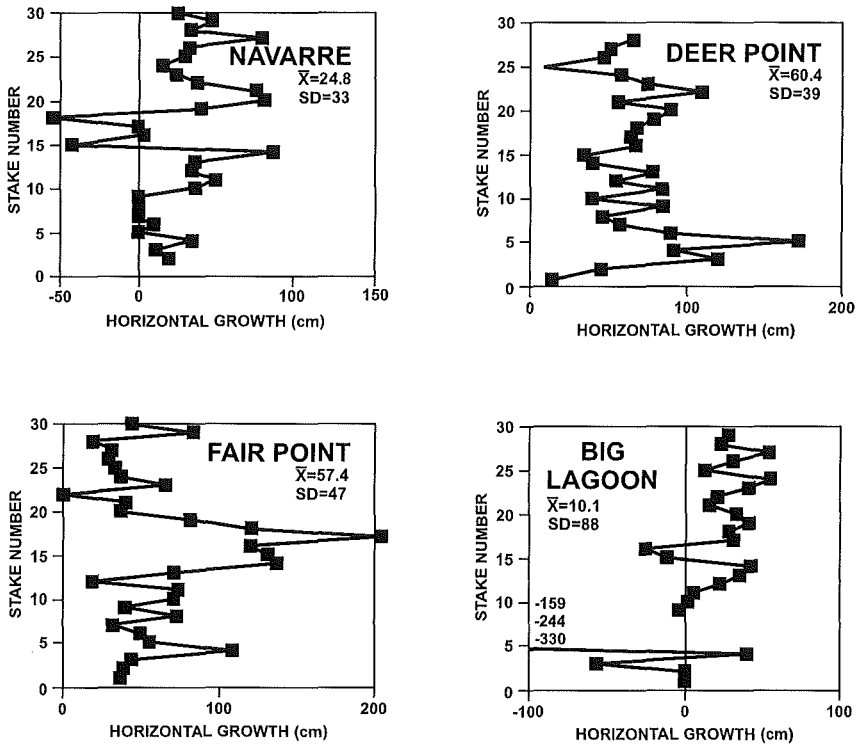 NAVARRE
X̄=24.8
SD=33
30
25
20
15
10
5
0
STAKE NUMBER
-50 0 100 150
HORIZONTAL GROWTH (cm)
DEER POINT
X̄=60.4
SD=39
30
25
20
15
10
5
0
STAKE NUMBER
0 100 200
HORIZONTAL GROWTH (cm)
FAIR POINT
X̄=57.4
SD=47
30
25
20
15
10
5
0
STAKE NUMBER
0 100 200
HORIZONTAL GROWTH (cm)
BIG
LAGOON
X̄=10.1
SD=88
30
25
20
15
10
5
0
-159
-244
-330
STAKE NUMBER
-100 0 100
HORIZONTAL GROWTH (cm)